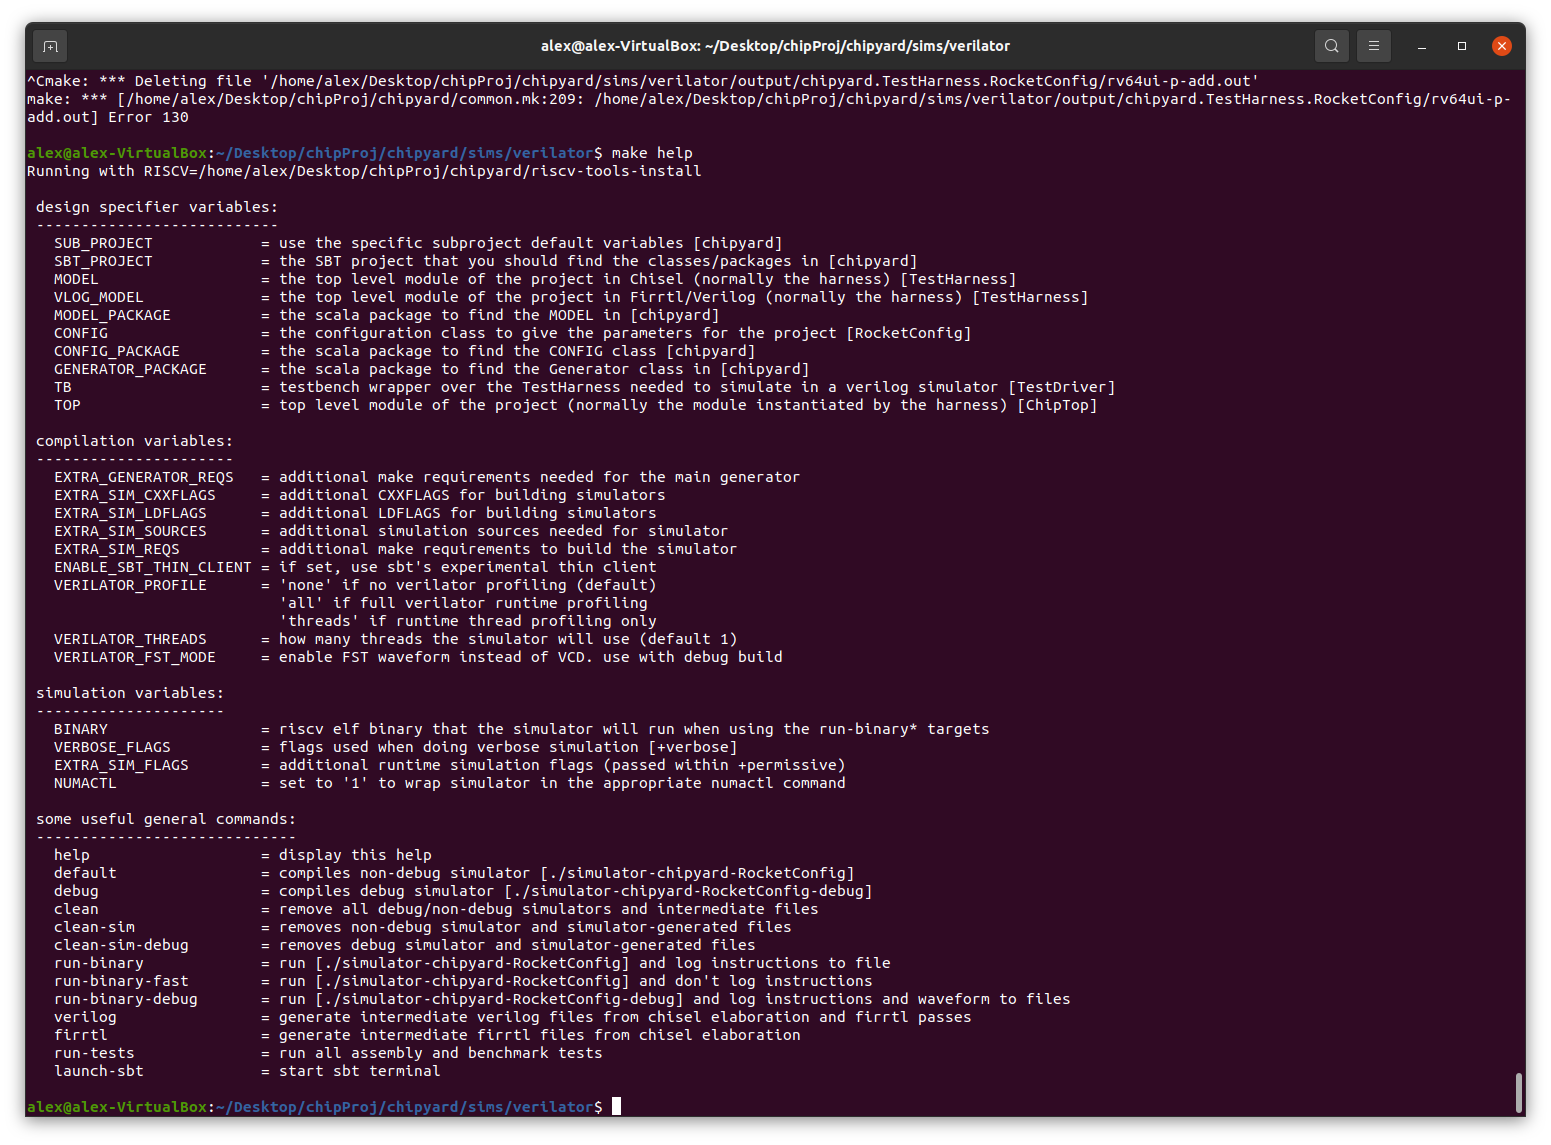 alex@alex-VirtualBox: ~/Desktop/chipProj/chipyard/sims/verilator
^Cmake: *** Deleting file '/home/alex/Desktop/chipProj/chipyard/sims/verilator/output/chipyard.TestHarness.RocketConfig/rv64ui-p-add.out'
make: *** [/home/alex/Desktop/chipProj/chipyard/common.mk:209: /home/alex/Desktop/chipProj/chipyard/sims/verilator/output/chipyard.TestHarness.RocketConfig/rv64ui-p-
add.out] Error 130
alex@alex-VirtualBox:~/Desktop/chipProj/chipyard/sims/verilator$ make help
Running with RISCV=/home/alex/Desktop/chipProj/chipyard/riscv-tools-install
design specifier variables:
---------------------------
SUB_PROJECT            = use the specific subproject default variables [chipyard]
SBT_PROJECT            = the SBT project that you should find the classes/packages in [chipyard]
MODEL                  = the top level module of the project in Chisel (normally the harness) [TestHarness]
VLOG_MODEL             = the top level module of the project in Firrtl/Verilog (normally the harness) [TestHarness]
MODEL_PACKAGE          = the scala package to find the MODEL in [chipyard]
CONFIG                 = the configuration class to give the parameters for the project [RocketConfig]
CONFIG_PACKAGE         = the scala package to find the CONFIG class [chipyard]
GENERATOR_PACKAGE      = the scala package to find the Generator class in [chipyard]
TB                     = testbench wrapper over the TestHarness needed to simulate in a verilog simulator [TestDriver]
TOP                    = top level module of the project (normally the module instantiated by the harness) [ChipTop]
compilation variables:
----------------------
EXTRA_GENERATOR_REQS   = additional make requirements needed for the main generator
EXTRA_SIM_CXXFLAGS     = additional CXXFLAGS for building simulators
EXTRA_SIM_LDFLAGS      = additional LDFLAGS for building simulators
EXTRA_SIM_SOURCES      = additional simulation sources needed for simulator
EXTRA_SIM_REQS         = additional make requirements to build the simulator
ENABLE_SBT_THIN_CLIENT = if set, use sbt's experimental thin client
VERILATOR_PROFILE      = 'none' if no verilator profiling (default)
'all' if full verilator runtime profiling
'threads' if runtime thread profiling only
VERILATOR_THREADS      = how many threads the simulator will use (default 1)
VERILATOR_FST_MODE     = enable FST waveform instead of VCD. use with debug build
simulation variables:
---------------------
BINARY                 = riscv elf binary that the simulator will run when using the run-binary* targets
VERBOSE_FLAGS          = flags used when doing verbose simulation [+verbose]
EXTRA_SIM_FLAGS        = additional runtime simulation flags (passed within +permissive)
NUMACTL                = set to '1' to wrap simulator in the appropriate numactl command
some useful general commands:
-----------------------------
help                   = display this help
default                = compiles non-debug simulator [./simulator-chipyard-RocketConfig]
debug                  = compiles debug simulator [./simulator-chipyard-RocketConfig-debug]
clean                  = remove all debug/non-debug simulators and intermediate files
clean-sim              = removes non-debug simulator and simulator-generated files
clean-sim-debug        = removes debug simulator and simulator-generated files
run-binary             = run [./simulator-chipyard-RocketConfig] and log instructions to file
run-binary-fast        = run [./simulator-chipyard-RocketConfig] and don't log instructions
run-binary-debug       = run [./simulator-chipyard-RocketConfig-debug] and log instructions and waveform to files
verilog                = generate intermediate verilog files from chisel elaboration and firrtl passes
firrtl                 = generate intermediate firrtl files from chisel elaboration
run-tests              = run all assembly and benchmark tests
launch-sbt             = start sbt terminal
alex@alex-VirtualBox:~/Desktop/chipProj/chipyard/sims/verilator$